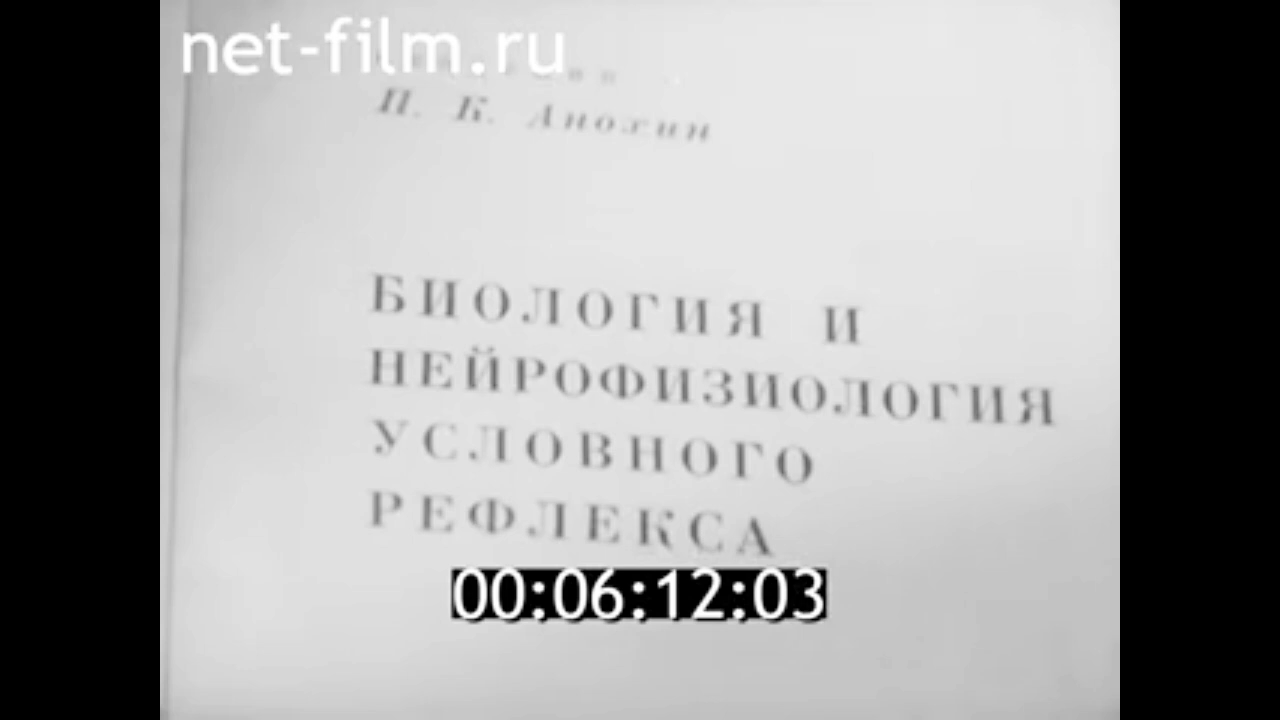 net-film.ru
П. К. Анохин
БИОЛОГИЯ И
НЕЙРОФИЗИОЛОГИЯ
УСЛОВНОГО
РЕФЛЕКСА
00:06:12:03